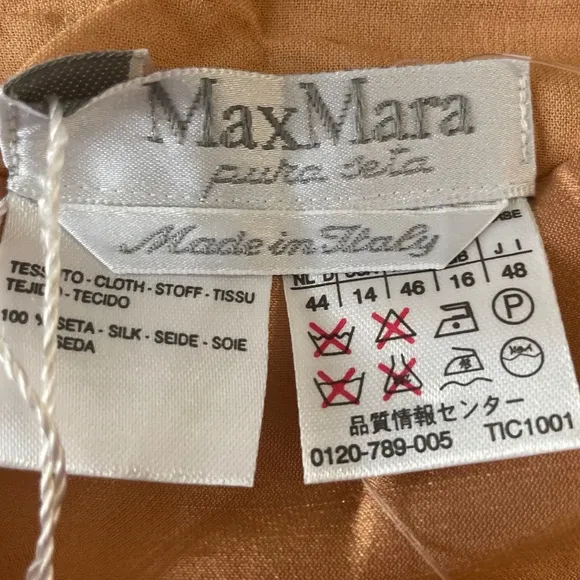 MaxMara
pura seta
Made in Italy
TESSUTO - CLOTH - STOFF - TISSU
TEJIDO - TECIDO
100 % SETA - SILK - SEIDE - SOIE
SEDA
NL D J I
44 14 46 16 48
P
品質情報センター
0120-789-005 TIC1001